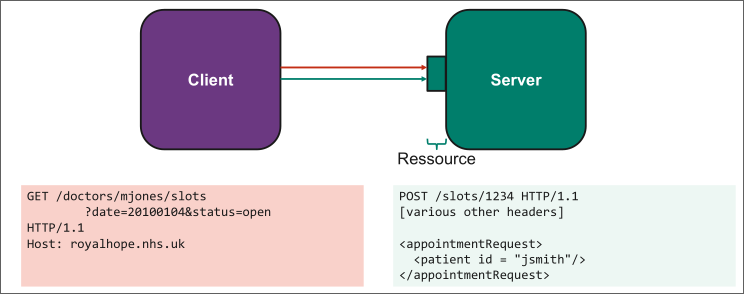 Client
Server
Ressource
GET /doctors/mjones/slots
?date=20100104&status=open
HTTP/1.1
Host: royalhope.nhs.uk
POST /slots/1234 HTTP/1.1
[various other headers]
<appointmentRequest>
<patient id = "jsmith"/>
</appointmentRequest>